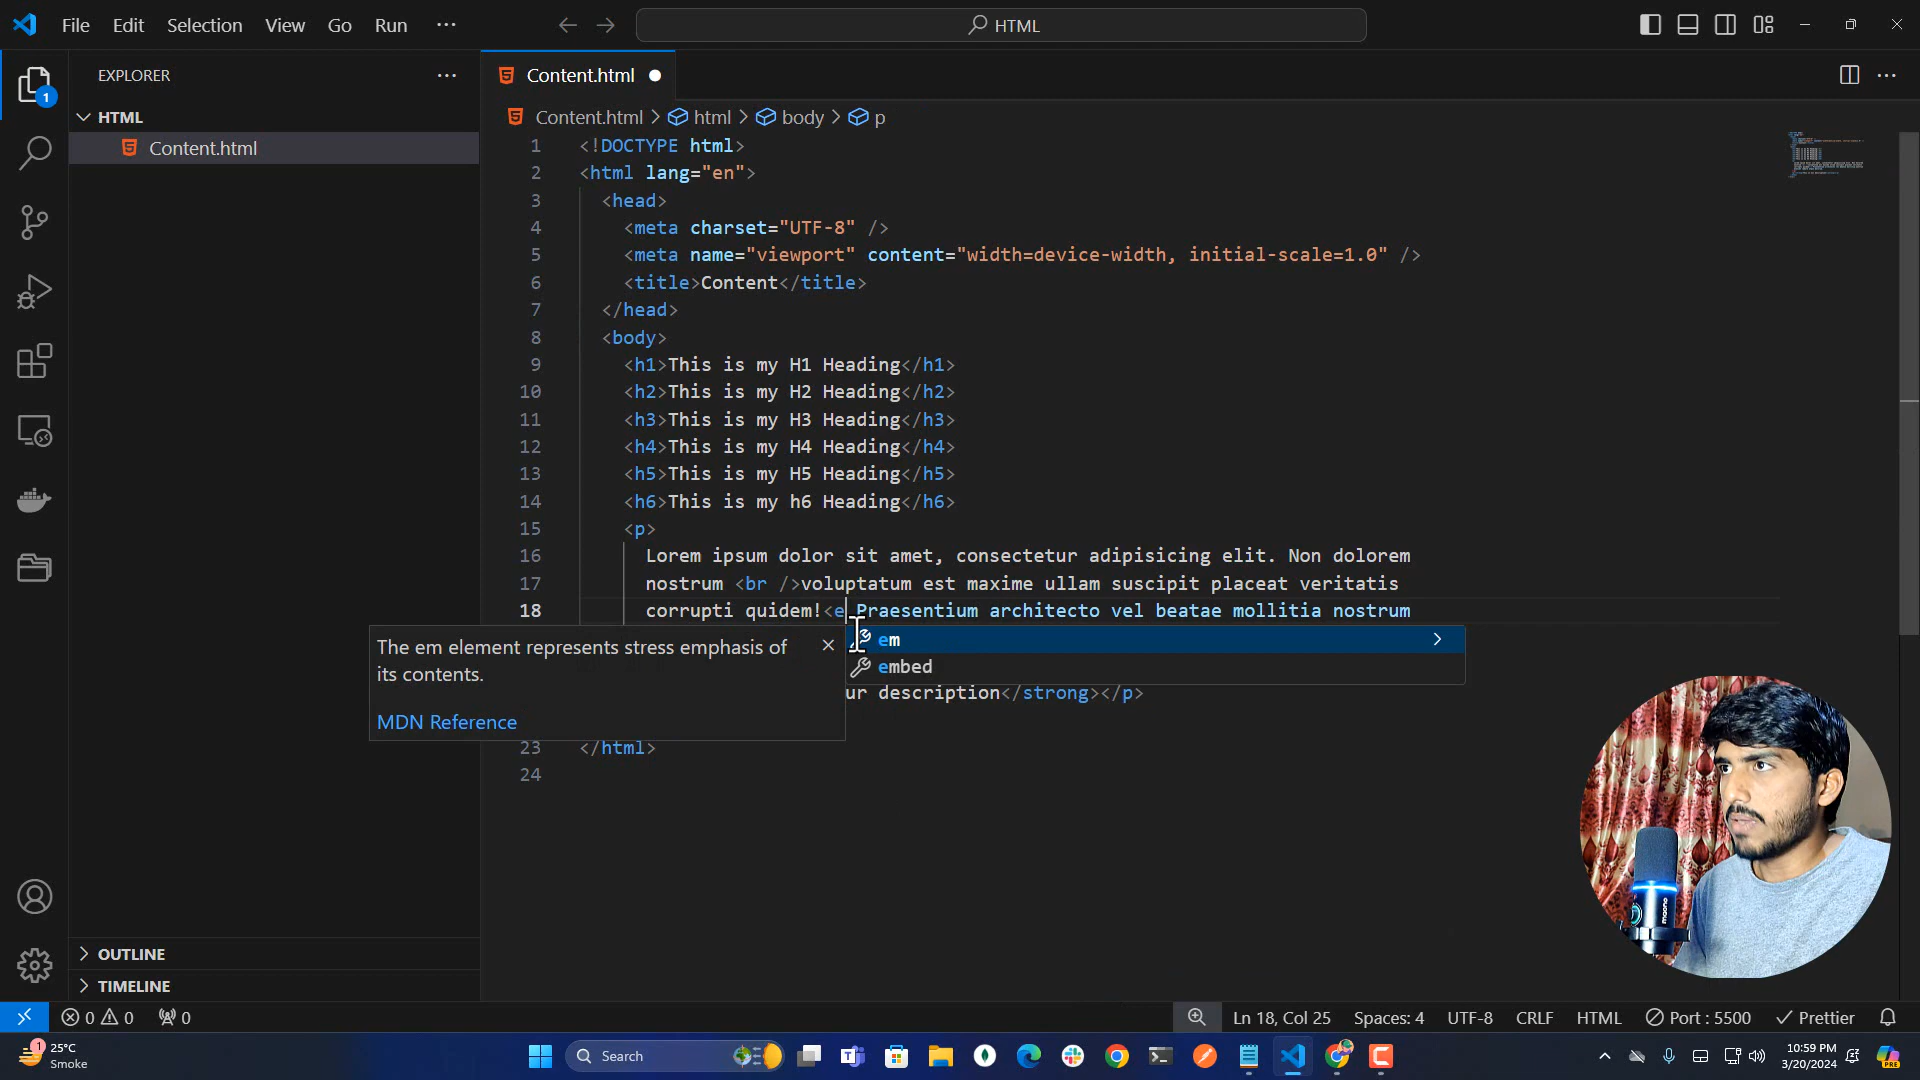 File Edit Selection View Go Run ···
HTML
EXPLORER ···
Content.html
Content.html > html > body > p
HTML
Content.html
1 <!DOCTYPE html>
2 <html lang="en">
3 <head>
4 <meta charset="UTF-8" />
5 <meta name="viewport" content="width=device-width, initial-scale=1.0" />
6 <title>Content</title>
7 </head>
8 <body>
9 <h1>This is my H1 Heading</h1>
10 <h2>This is my H2 Heading</h2>
11 <h3>This is my H3 Heading</h3>
12 <h4>This is my H4 Heading</h4>
13 <h5>This is my H5 Heading</h5>
14 <h6>This is my h6 Heading</h6>
15 <p>
16 Lorem ipsum dolor sit amet, consectetur adipisicing elit. Non dolorem
17 nostrum <br />voluptatum est maxime ullam suscipit placeat veritatis
18 corrupti quidem!<e Praesentium architecto vel beatae mollitia nostrum
The em element represents stress emphasis of
its contents.
MDN Reference
em
embed
ur description</strong></p>
23 </html>
24
OUTLINE
TIMELINE
0 0 0
Ln 18, Col 25 Spaces: 4 UTF-8 CRLF HTML Port : 5500 Prettier
1
25°C
Smoke
Search
10:59 PM
3/20/2024
maono
PRE